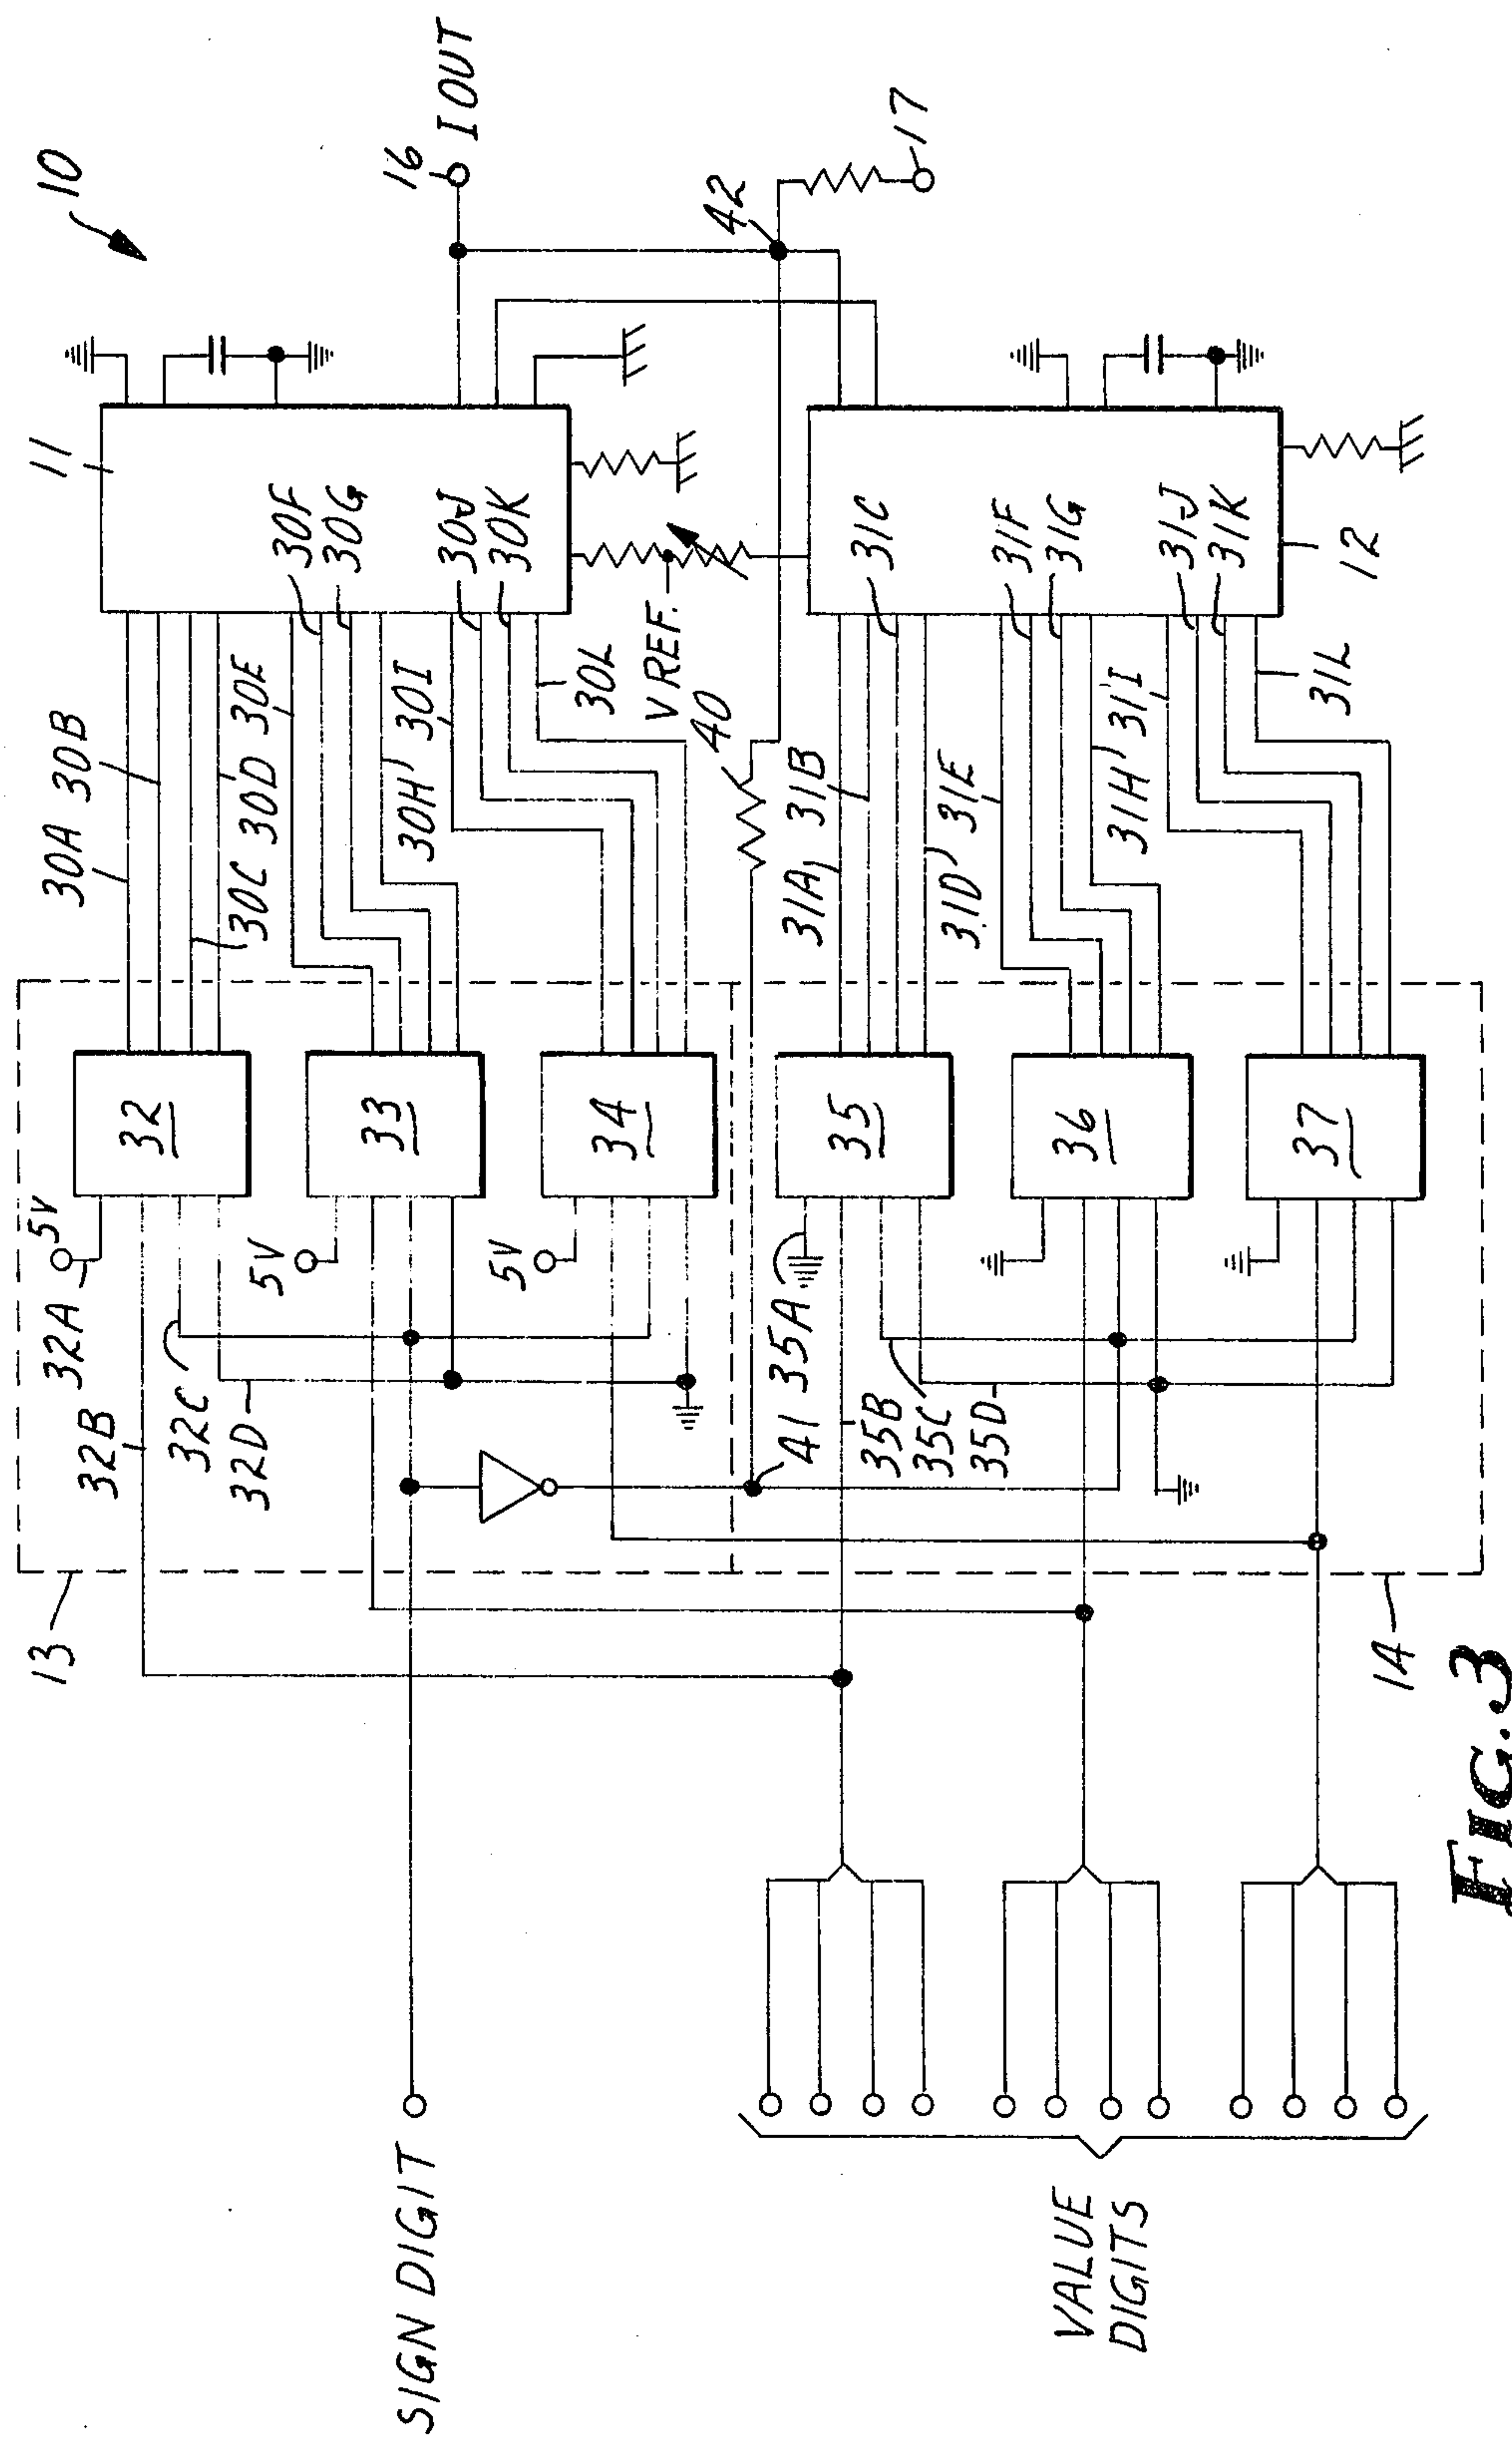 10
11
16
I OUT
30F
30G
30J
30K
42
17
30A
30B
30C
30D
30E
30H
30I
30L
V REF.
40
31C
31F
31G
31J
31K
12
31A
31B
31D
31E
31H
31I
31L
13
32A
5V
32
32B
32C
32D
5V
33
5V
34
35A
35
41
35B
35C
35D
36
37
14
SIGN DIGIT
VALUE
DIGITS
FIG. 3